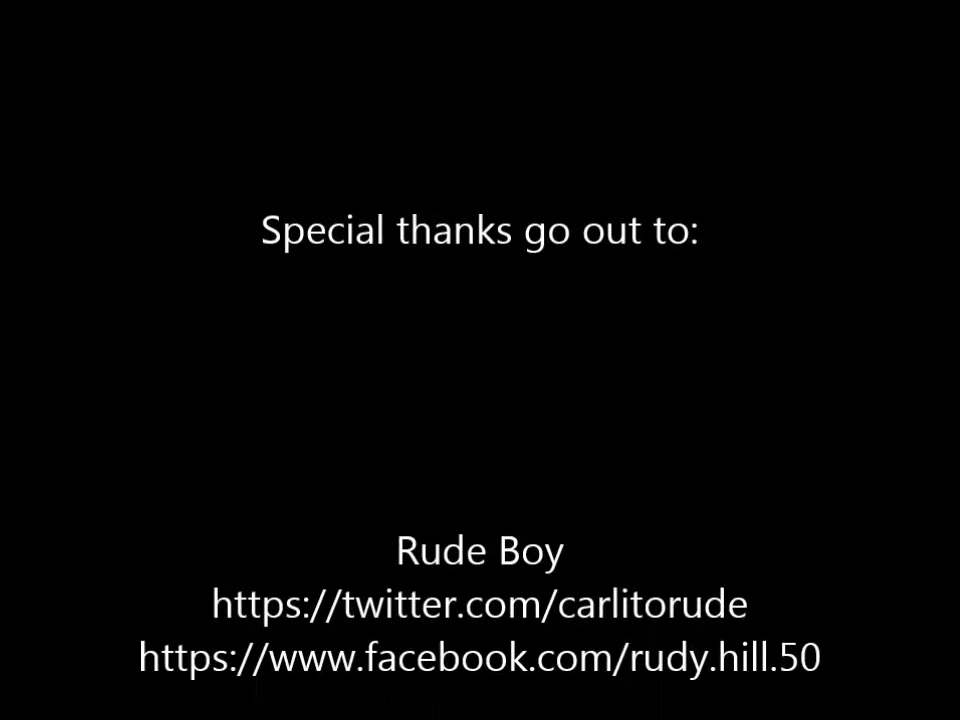 Special thanks go out to:
Rude Boy
https://twitter.com/carlitorude
https://www.facebook.com/rudy.hill.50